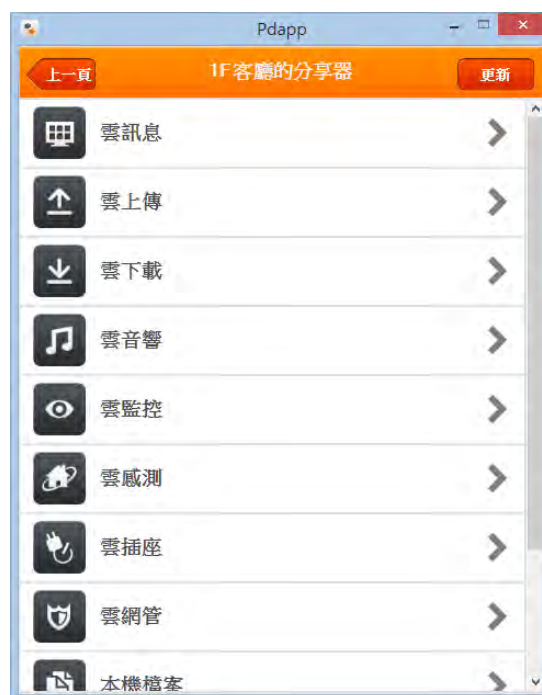 Pdapp
上一頁
1F客廳的分享器
更新
雲訊息
雲上傳
雲下載
雲音響
雲監控
雲感測
雲插座
雲網管
本機檔案